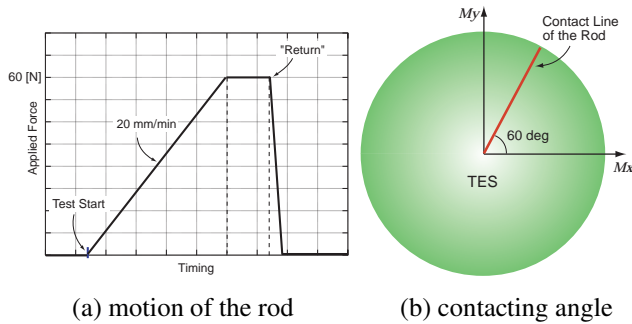 60 [N]
"Return"
20 mm/min
Test Start
Applied Force
Timing
(a) motion of the rod
My
Contact Line
of the Rod
60 deg
Mx
TES
(b) contacting angle